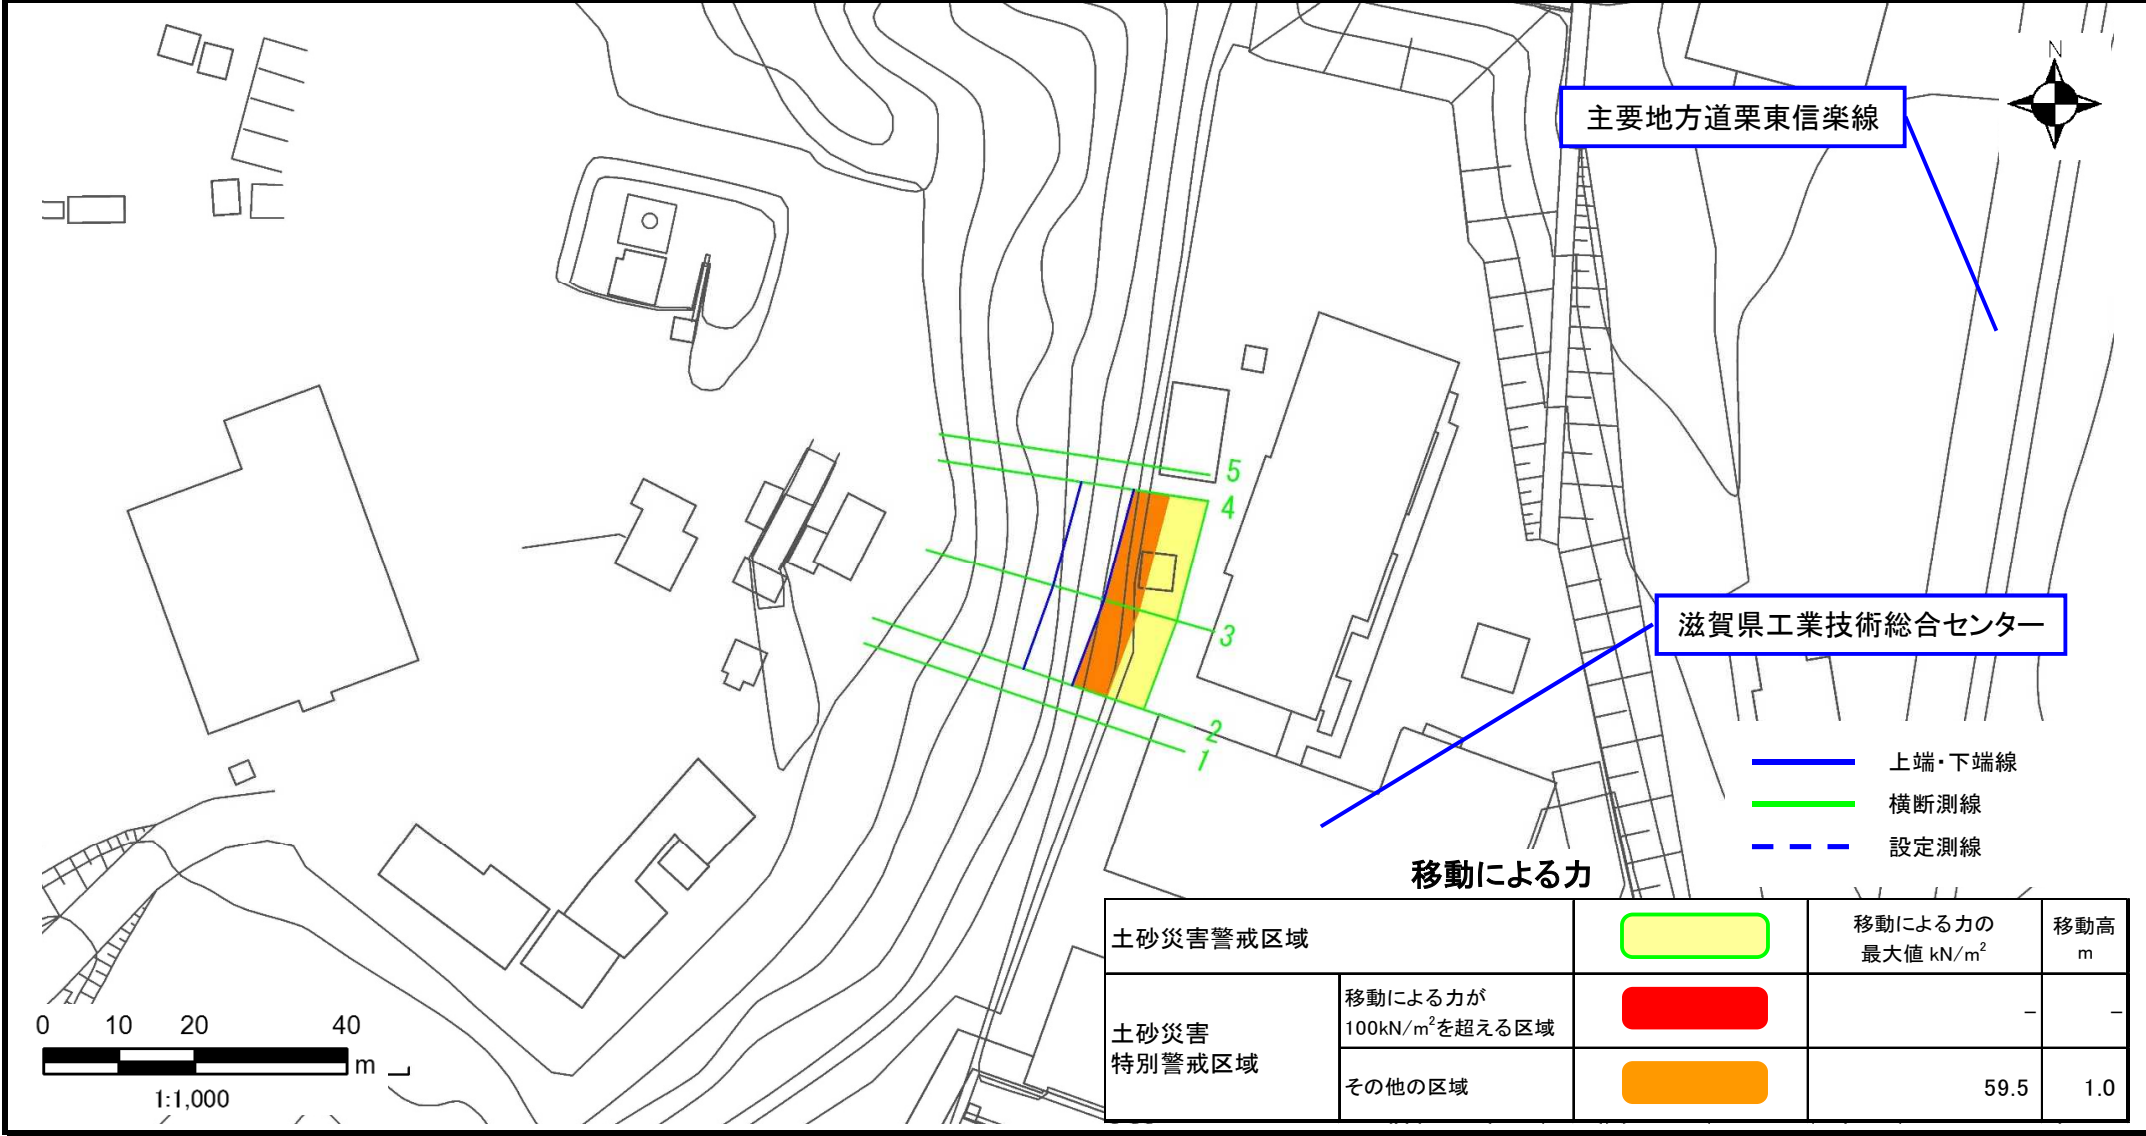 N
主要地方道栗東信楽線
5
4
3
2
1
滋賀県工業技術総合センター
上端・下端線
横断測線
設定測線
移動による力
土砂災害警戒区域
移動による力の
最大値 kN/m²
移動高
m
土砂災害
特別警戒区域
移動による力が
100kN/m²を超える区域
－
－
その他の区域
59.5
1.0
0 10 20 40
m
1:1,000